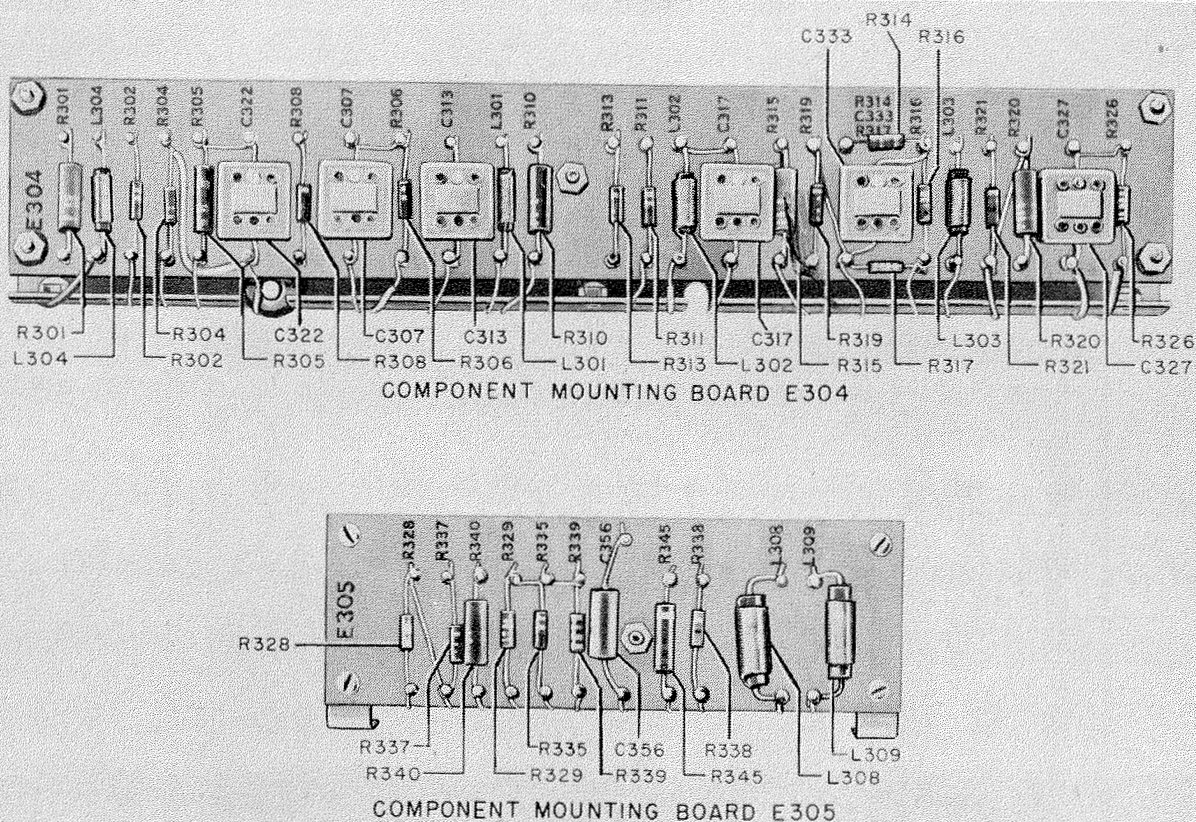 R314
C333 R316
R301 L304 R302 R304 R305 C322 R308 C307 R306 C313 L301 R310 R313 R311 L302 C317 R315 R319 R314 R316 L303 R321 R320 C327 R326
C333
R317
E304
R301 R304 C322 C307 C313 R310 R311 C317 R319 L303 R320 R326
L304 R302 R305 R308 R306 L301 R313 L302 R315 R317 R321 C327
COMPONENT MOUNTING BOARD E304
R328 R337 R340 R329 R335 R339 C356 R345 R338 L308 L309
E305
R328
R337 R335 C356 R338 L309
R340 R329 R339 R345 L308
COMPONENT MOUNTING BOARD E305